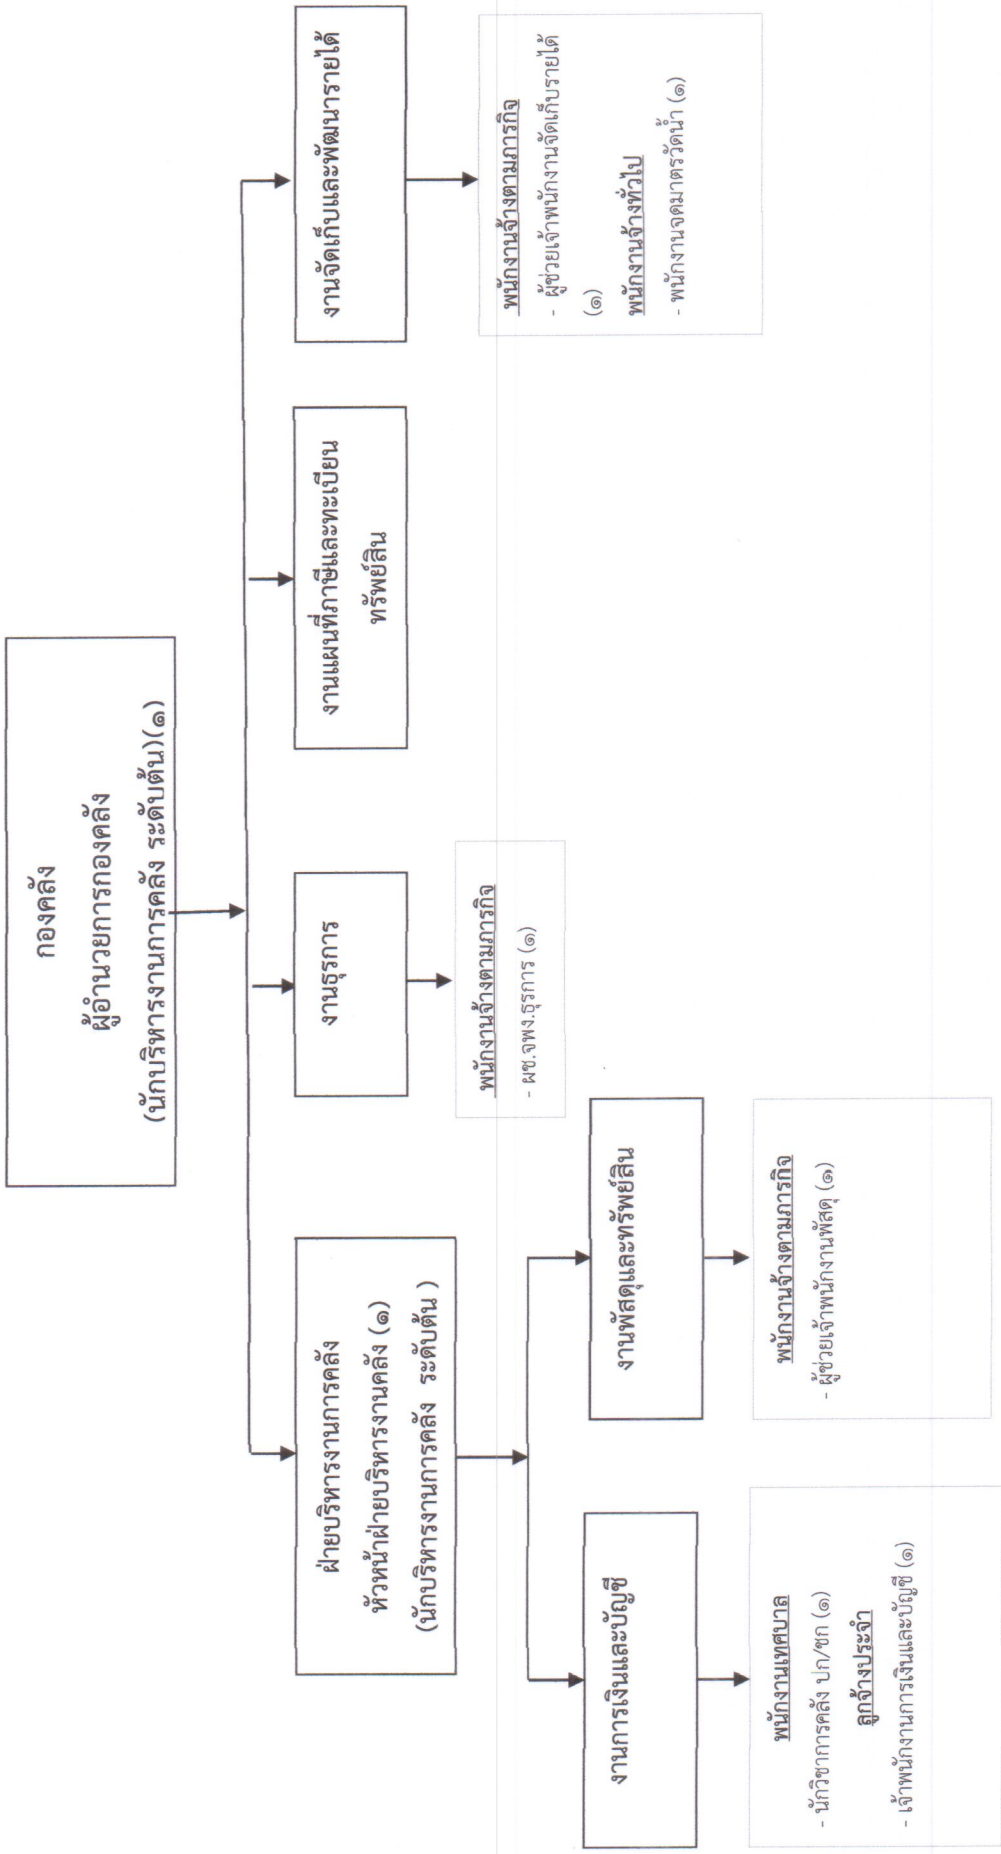 กองคลัง
ผู้อำนวยการกองคลัง
(นักบริหารงานการคลัง ระดับต้น)(๑)
ฝ่ายบริหารงานการคลัง
หัวหน้าฝ่ายบริหารงานคลัง (๑)
(นักบริหารงานการคลัง ระดับต้น )
งานธุรการ
งานแผนที่ภาษีและทะเบียน
ทรัพย์สิน
งานจัดเก็บและพัฒนารายได้
พนักงานจ้างตามภารกิจ
- ผช.จพง.ธุรการ (๑)
พนักงานจ้างตามภารกิจ
- ผู้ช่วยเจ้าพนักงานจัดเก็บรายได้
(๑)
พนักงานจ้างทั่วไป
- พนักงานจดมาตรวัดน้ำ (๑)
งานการเงินและบัญชี
งานพัสดุและทรัพย์สิน
พนักงานเทศบาล
- นักวิชาการคลัง ปก/ชก (๑)
ลูกจ้างประจำ
- เจ้าพนักงานการเงินและบัญชี (๑)
พนักงานจ้างตามภารกิจ
- ผู้ช่วยเจ้าพนักงานพัสดุ (๑)